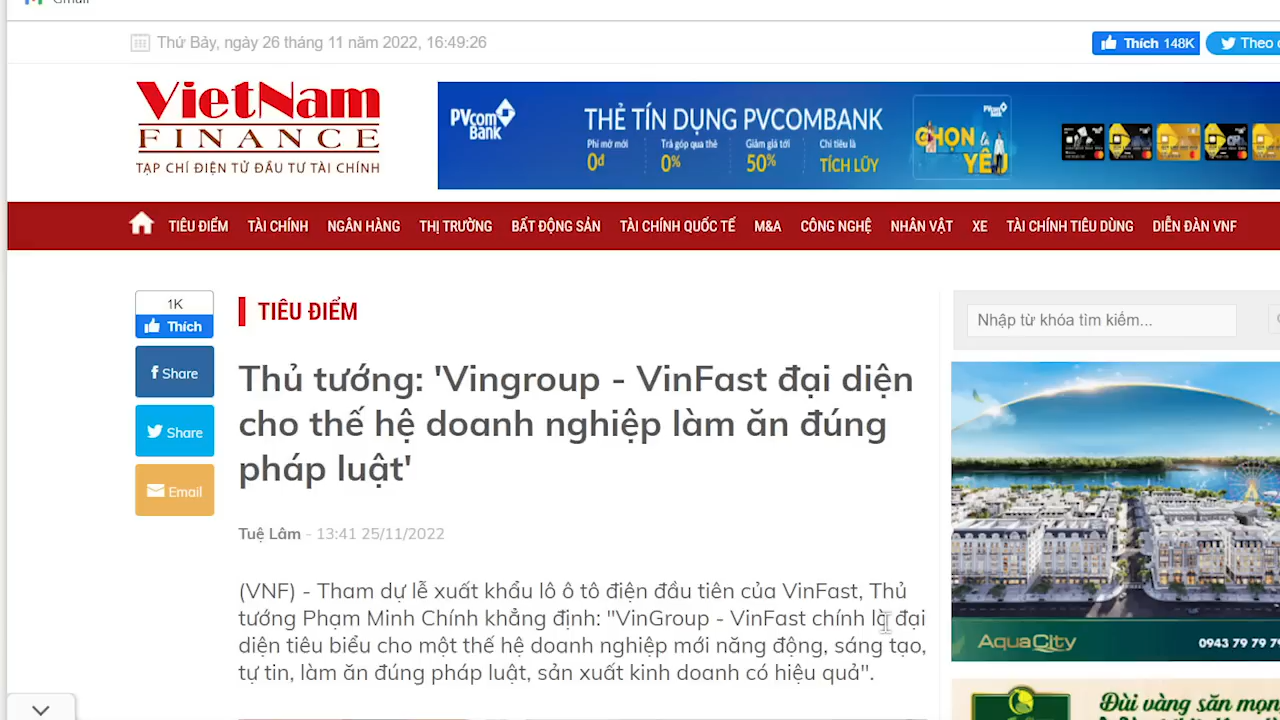 Thứ Bảy, ngày 26 tháng 11 năm 2022, 16:49:26
Thích 148K
Theo
VietNam
FINANCE
TẠP CHÍ ĐIỆN TỬ ĐẦU TƯ TÀI CHÍNH
PVcom
Bank
THẺ TÍN DỤNG PVCOMBANK
Phí mở mới
0đ
Trả góp qua thẻ
0%
Giảm giá tới
50%
Chi tiêu là
TÍCH LŨY
CHỌN là YÊU
TIÊU ĐIỂM TÀI CHÍNH NGÂN HÀNG THỊ TRƯỜNG BẤT ĐỘNG SẢN TÀI CHÍNH QUỐC TẾ M&A CÔNG NGHỆ NHÂN VẬT XE TÀI CHÍNH TIÊU DÙNG DIỄN ĐÀN VNF
1K
Thích
Share
Share
Email
TIÊU ĐIỂM
Thủ tướng: 'Vingroup - VinFast đại diện
cho thế hệ doanh nghiệp làm ăn đúng
pháp luật'
Tuệ Lâm - 13:41 25/11/2022
(VNF) - Tham dự lễ xuất khẩu lô ô tô điện đầu tiên của VinFast, Thủ
tướng Phạm Minh Chính khẳng định: "VinGroup - VinFast chính là đại
diện tiêu biểu cho một thế hệ doanh nghiệp mới năng động, sáng tạo,
tự tin, làm ăn đúng pháp luật, sản xuất kinh doanh có hiệu quả".
Nhập từ khóa tìm kiếm...
AquaCity
0943 79 79
Đùi vàng săn mọn